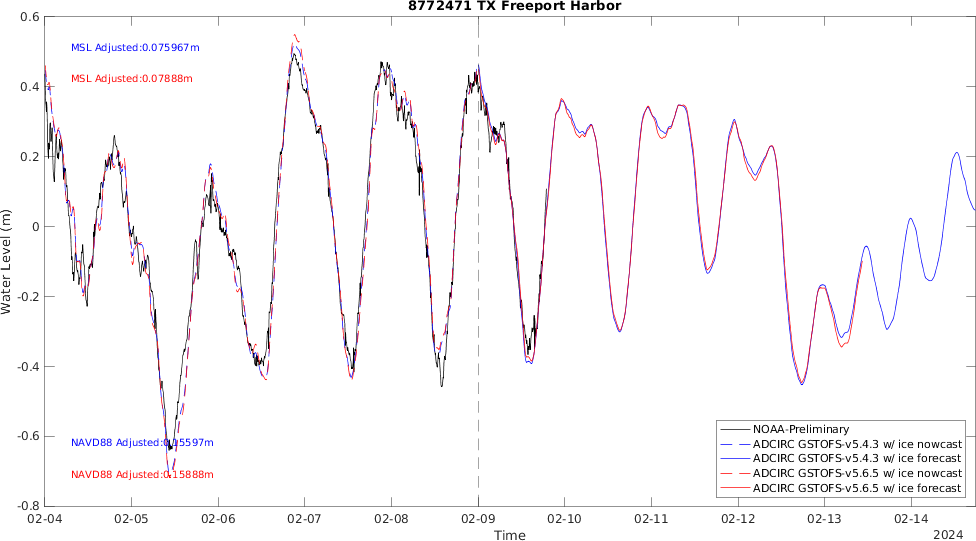 8772471 TX Freeport Harbor
0.6
MSL Adjusted:0.075967m
MSL Adjusted:0.07888m
0.4
0.2
0
-0.2
-0.4
-0.6
-0.8
Water Level (m)
NAVD88 Adjusted:0.15597m
NAVD88 Adjusted:0.15888m
NOAA-Preliminary
ADCIRC GSTOFS-v5.4.3 w/ ice nowcast
ADCIRC GSTOFS-v5.4.3 w/ ice forecast
ADCIRC GSTOFS-v5.6.5 w/ ice nowcast
ADCIRC GSTOFS-v5.6.5 w/ ice forecast
02-04 02-05 02-06 02-07 02-08 02-09 02-10 02-11 02-12 02-13 02-14
Time
2024